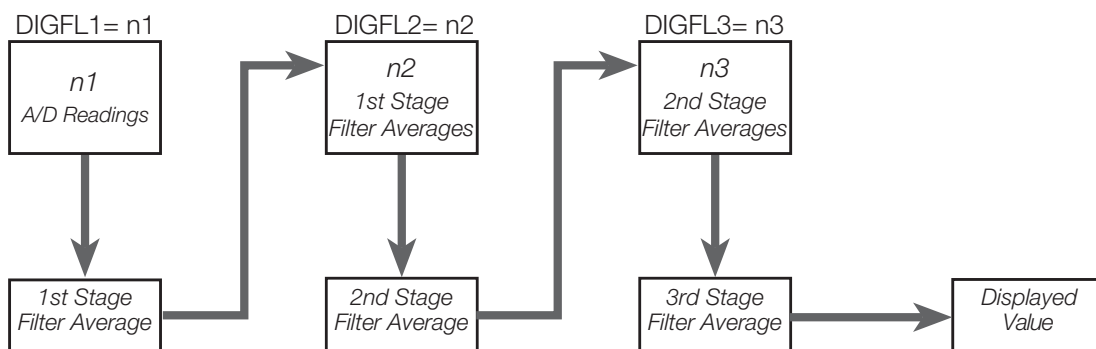 DIGFL1= n1
n1
A/D Readings
1st Stage
Filter Average
DIGFL2= n2
n2
1st Stage
Filter Averages
2nd Stage
Filter Average
DIGFL3= n3
n3
2nd Stage
Filter Averages
3rd Stage
Filter Average
Displayed
Value